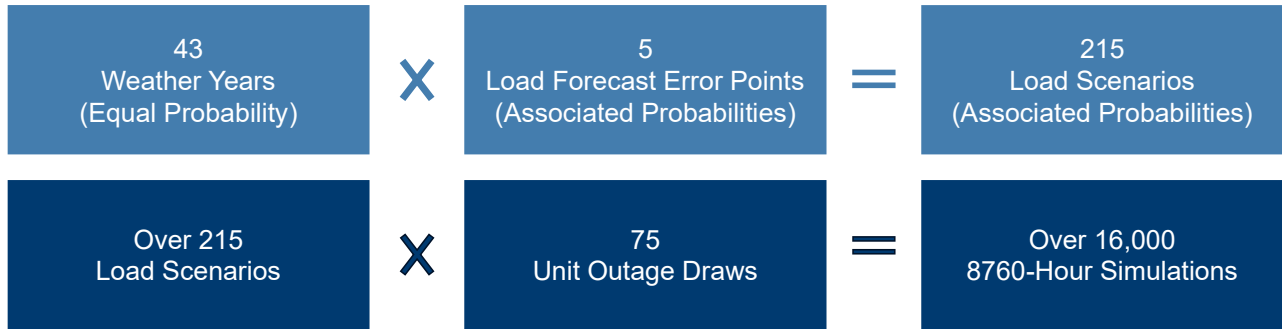 43
Weather Years
(Equal Probability)
×
5
Load Forecast Error Points
(Associated Probabilities)
=
215
Load Scenarios
(Associated Probabilities)
Over 215
Load Scenarios
×
75
Unit Outage Draws
=
Over 16,000
8760-Hour Simulations